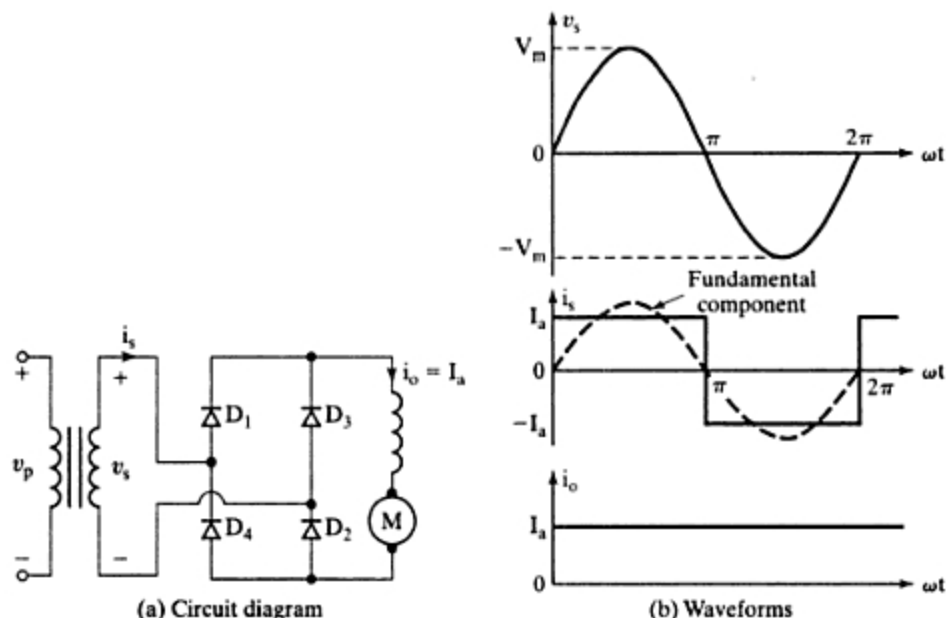 v_s
V_m
0
π
2π
ωt
−V_m
Fundamental
component
i_s
I_a
0
π
2π
ωt
−I_a
i_o
I_a
0
ωt
(b) Waveforms
i_s
+
+
v_p
v_s
−
−
D_1
D_3
D_4
D_2
i_o = I_a
M
(a) Circuit diagram